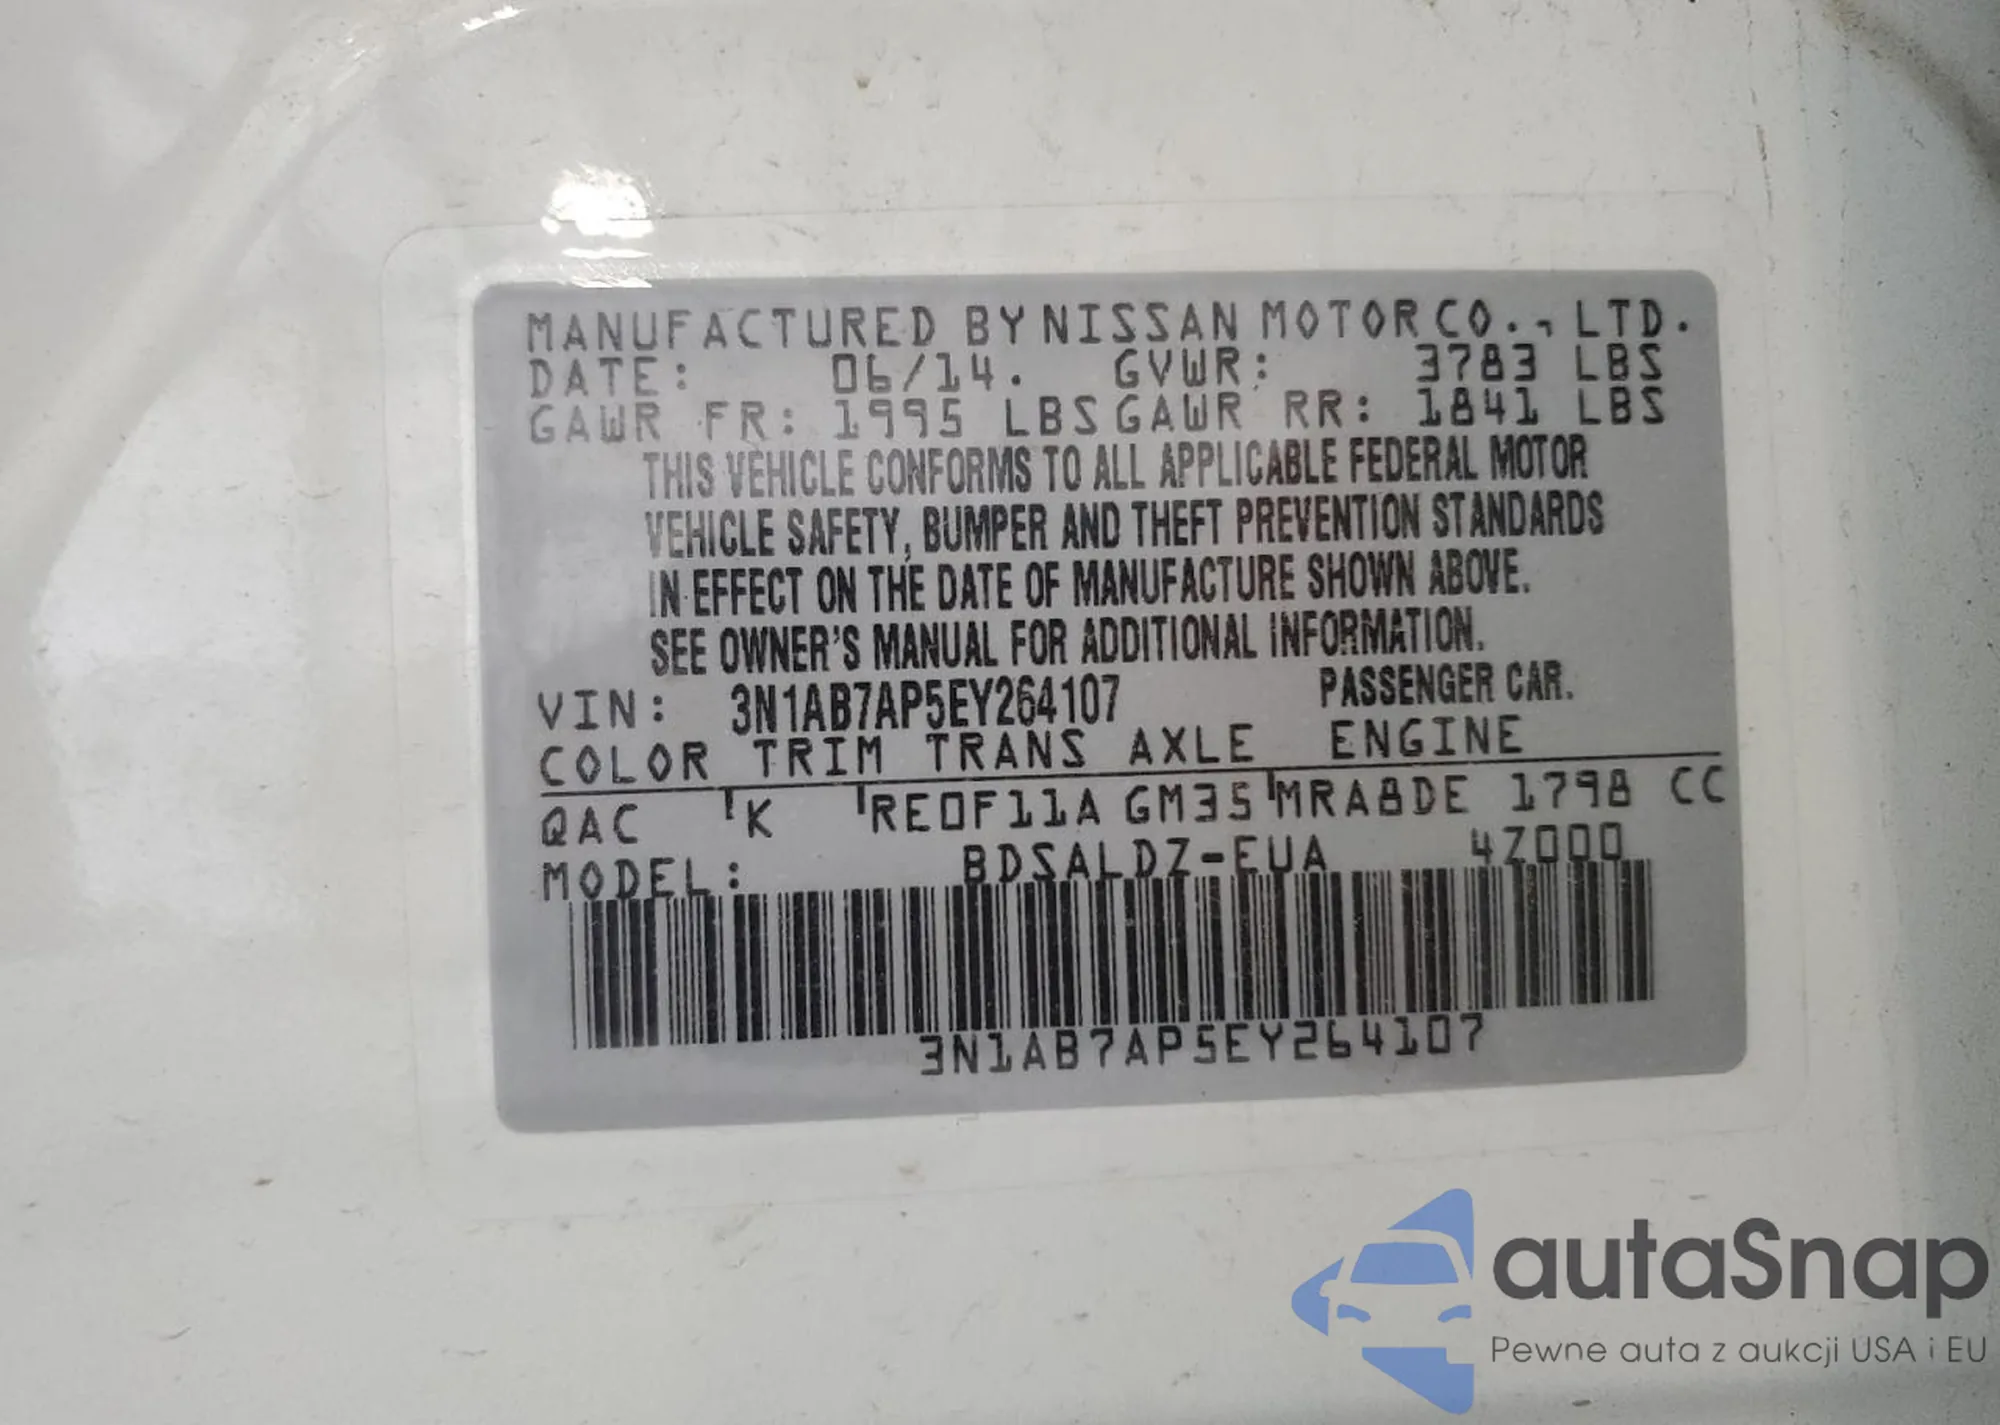 MANUFACTURED BY NISSAN MOTOR CO., LTD.
DATE: 06/14. GVWR: 3783 LBS
GAWR FR: 1995 LBS GAWR RR: 1841 LBS
THIS VEHICLE CONFORMS TO ALL APPLICABLE FEDERAL MOTOR
VEHICLE SAFETY, BUMPER AND THEFT PREVENTION STANDARDS
IN EFFECT ON THE DATE OF MANUFACTURE SHOWN ABOVE.
SEE OWNER'S MANUAL FOR ADDITIONAL INFORMATION.
VIN: 3N1AB7AP5EY264107 PASSENGER CAR.
COLOR TRIM TRANS AXLE ENGINE
QAC K RE0F11A GM35 MRA8DE 1798 CC
MODEL: BDSALDZ-EUA 4Z000
3N1AB7AP5EY264107
autaSnap
Pewne auta z aukcji USA i EU